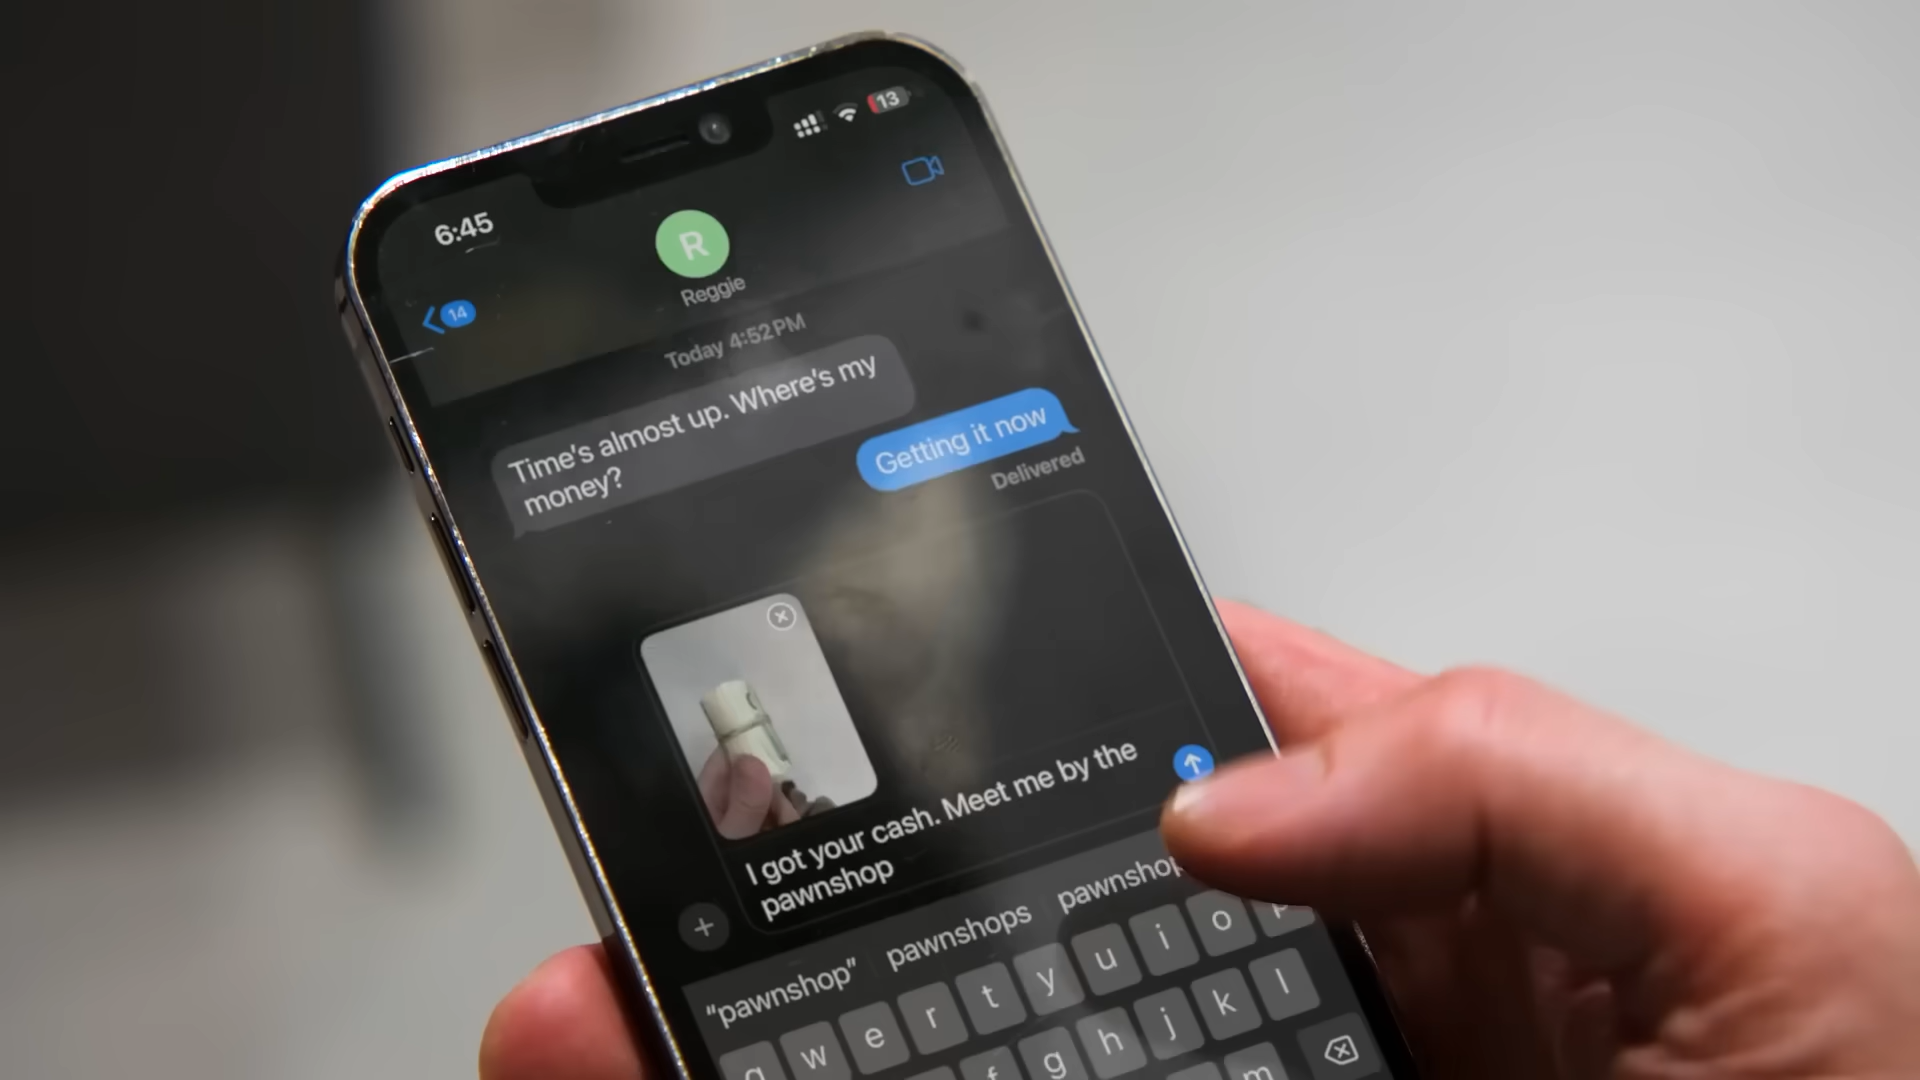 6:45
13
14
R
Reggie
Today 4:52 PM
Time's almost up. Where's my
money?
Getting it now
Delivered
I got your cash. Meet me by the
pawnshop
"pawnshop"
pawnshops
w e r t y u i o
g h j k l